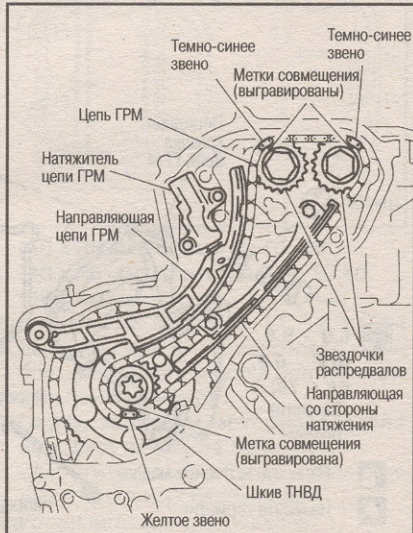 Темно-синее
звено
Темно-синее
звено
Метки совмещения
(выгравированы)
Цепь ГРМ
Натяжитель
цепи ГРМ
Направляющая
цепи ГРМ
Звездочки
распредвалов
Направляющая
со стороны
натяжения
Метка совмещения
(выгравирована)
Шкив ТНВД
Желтое звено